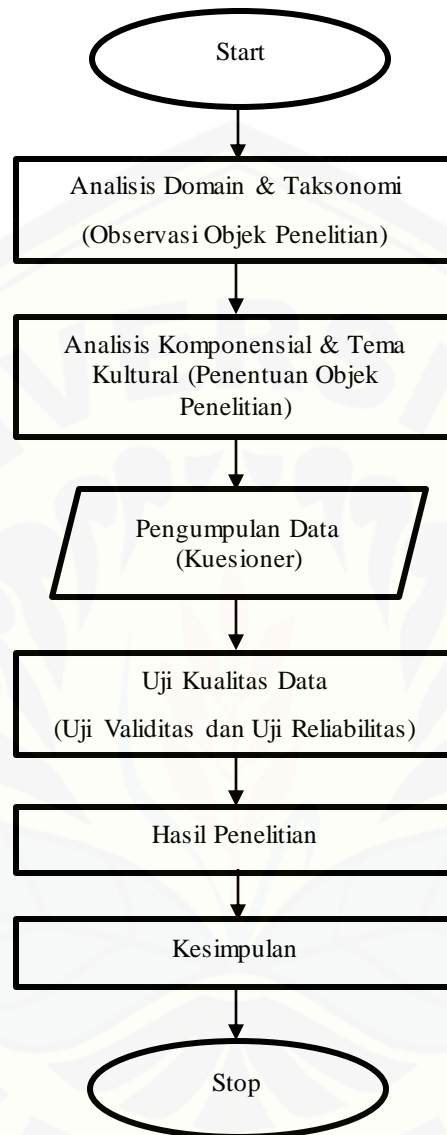 Start
Analisis Domain & Taksonomi
(Observasi Objek Penelitian)
Analisis Komponensial & Tema
Kultural (Penentuan Objek
Penelitian)
Pengumpulan Data
(Kuesioner)
Uji Kualitas Data
(Uji Validitas dan Uji Reliabilitas)
Hasil Penelitian
Kesimpulan
Stop